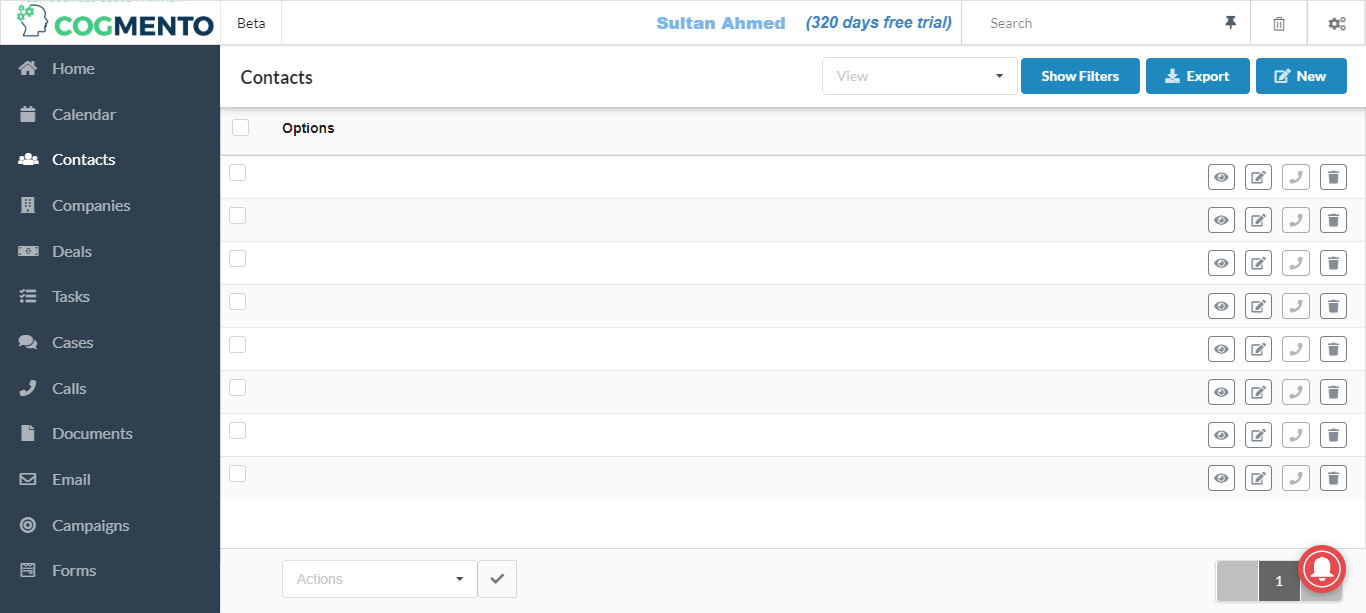 COGMENTO
Beta
Sultan Ahmed
(320 days free trial)
Search
Home
Calendar
Contacts
Companies
Deals
Tasks
Cases
Calls
Documents
Email
Campaigns
Forms
Contacts
View
Show Filters
Export
New
Options
Actions
1